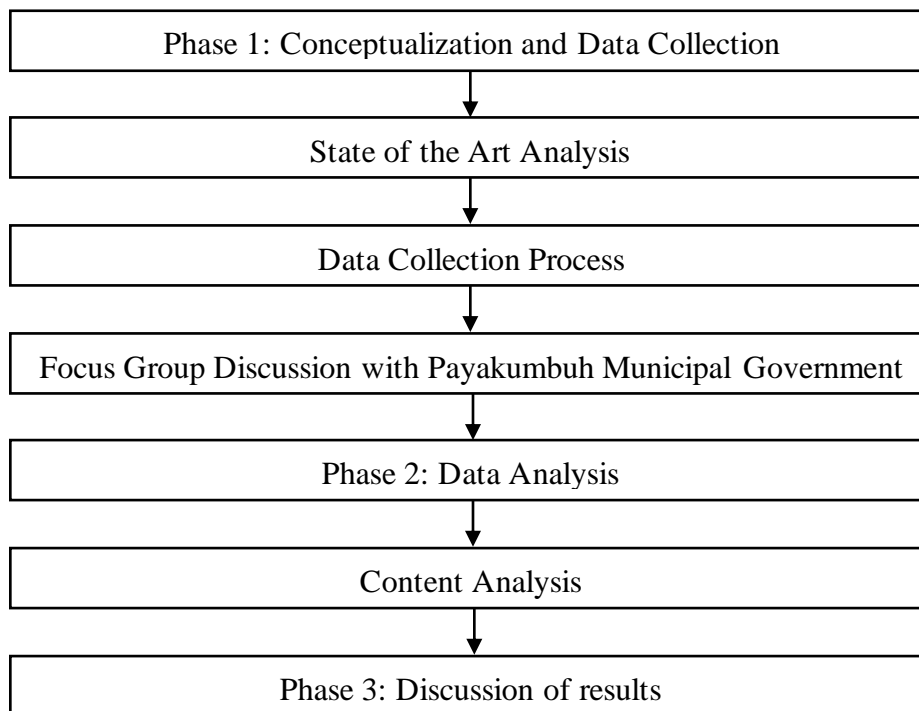 Phase 1: Conceptualization and Data Collection
State of the Art Analysis
Data Collection Process
Focus Group Discussion with Payakumbuh Municipal Government
Phase 2: Data Analysis
Content Analysis
Phase 3: Discussion of results